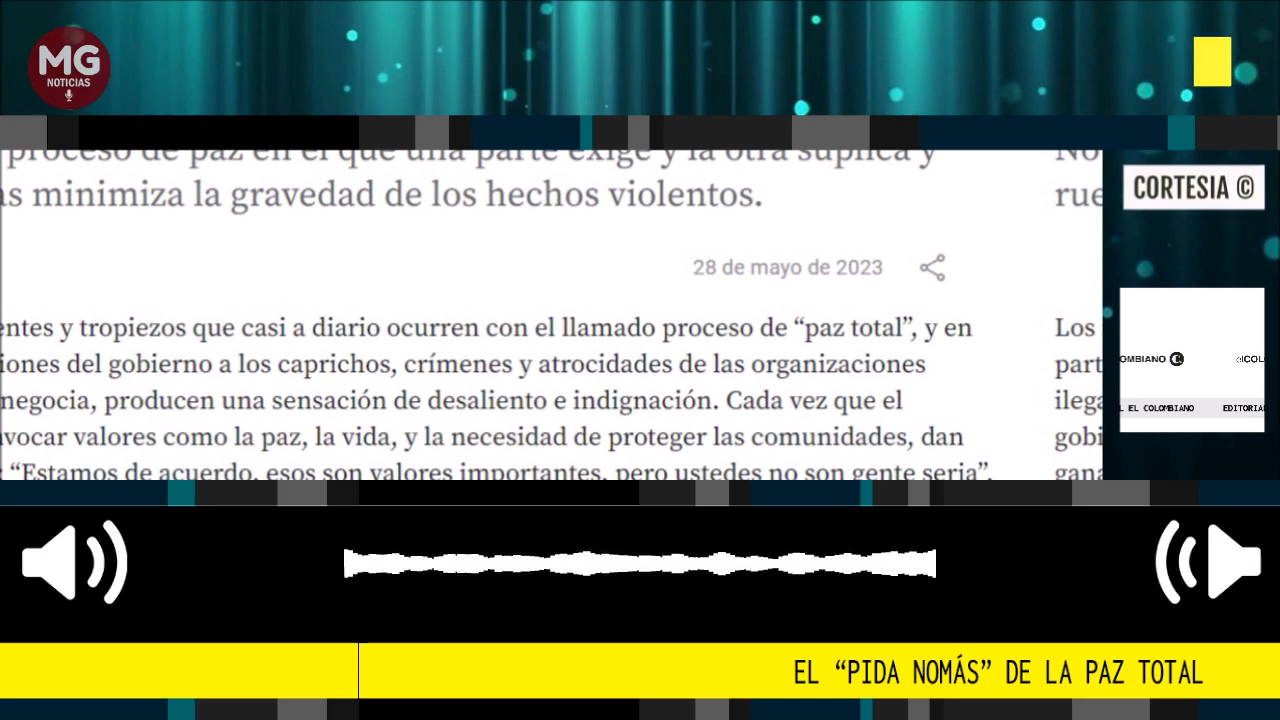 MG
NOTICIAS
proceso de paz en el que una parte exige y la otra suplica y
as minimiza la gravedad de los hechos violentos.
28 de mayo de 2023
entes y tropiezos que casi a diario ocurren con el llamado proceso de “paz total”, y en
iones del gobierno a los caprichos, crímenes y atrocidades de las organizaciones
negocia, producen una sensación de desaliento e indignación. Cada vez que el
vocar valores como la paz, la vida, y la necesidad de proteger las comunidades, dan
“Estamos de acuerdo, esos son valores importantes, pero ustedes no son gente seria”.
No
rue
Los
part
ilega
gobi
gana
CORTESIA ©
OMBIANO elCOL
L EL COLOMBIANO EDITORIAL
EL “PIDA NOMÁS” DE LA PAZ TOTAL